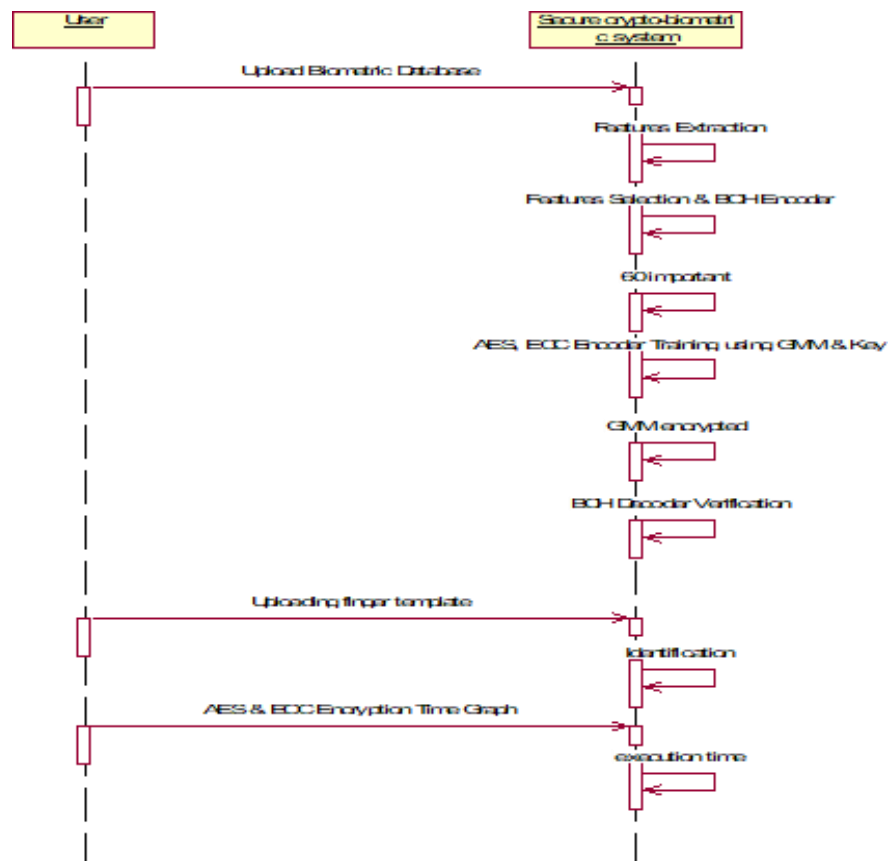 User
Secure crypto-biometri
c system
Upload Biometric Database
Features Extraction
Features Selection & BCH Encoder
60 important
AES, ECC Encoder Training using GMM & Key
GMM encrypted
BCH Decoder Verification
Uploading finger template
Identification
AES & ECC Encryption Time Graph
execution time